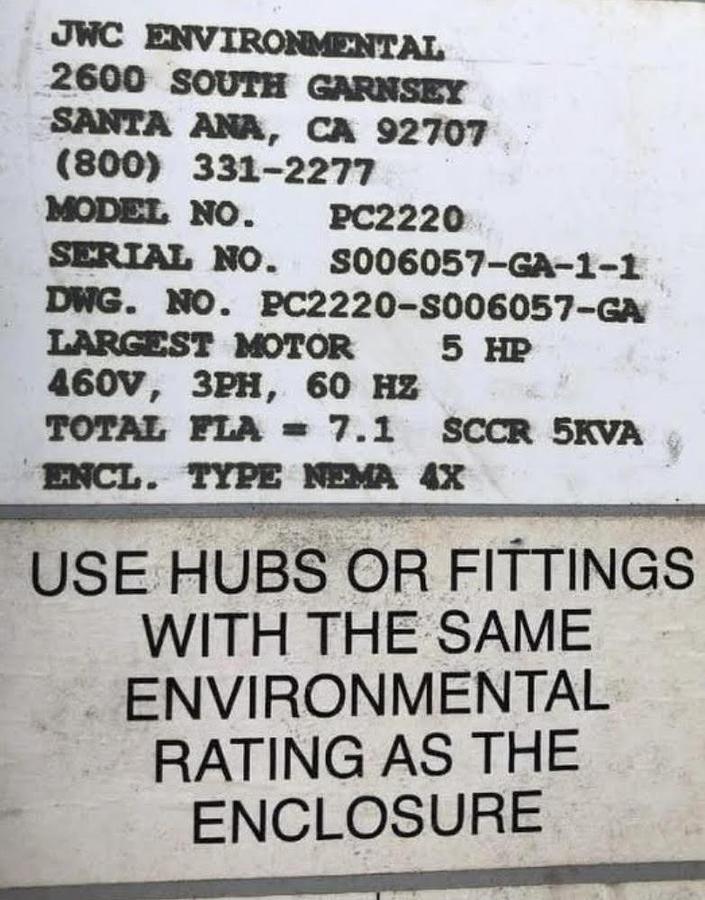 JWC ENVIRONMENTAL
2600 SOUTH GARNSEY
SANTA ANA, CA 92707
(800) 331-2277
MODEL NO. PC2220
SERIAL NO. S006057-GA-1-1
DWG. NO. PC2220-S006057-GA
LARGEST MOTOR 5 HP
460V, 3PH, 60 HZ
TOTAL FLA = 7.1 SCCR 5KVA
ENCL. TYPE NEMA 4X
USE HUBS OR FITTINGS
WITH THE SAME
ENVIRONMENTAL
RATING AS THE
ENCLOSURE